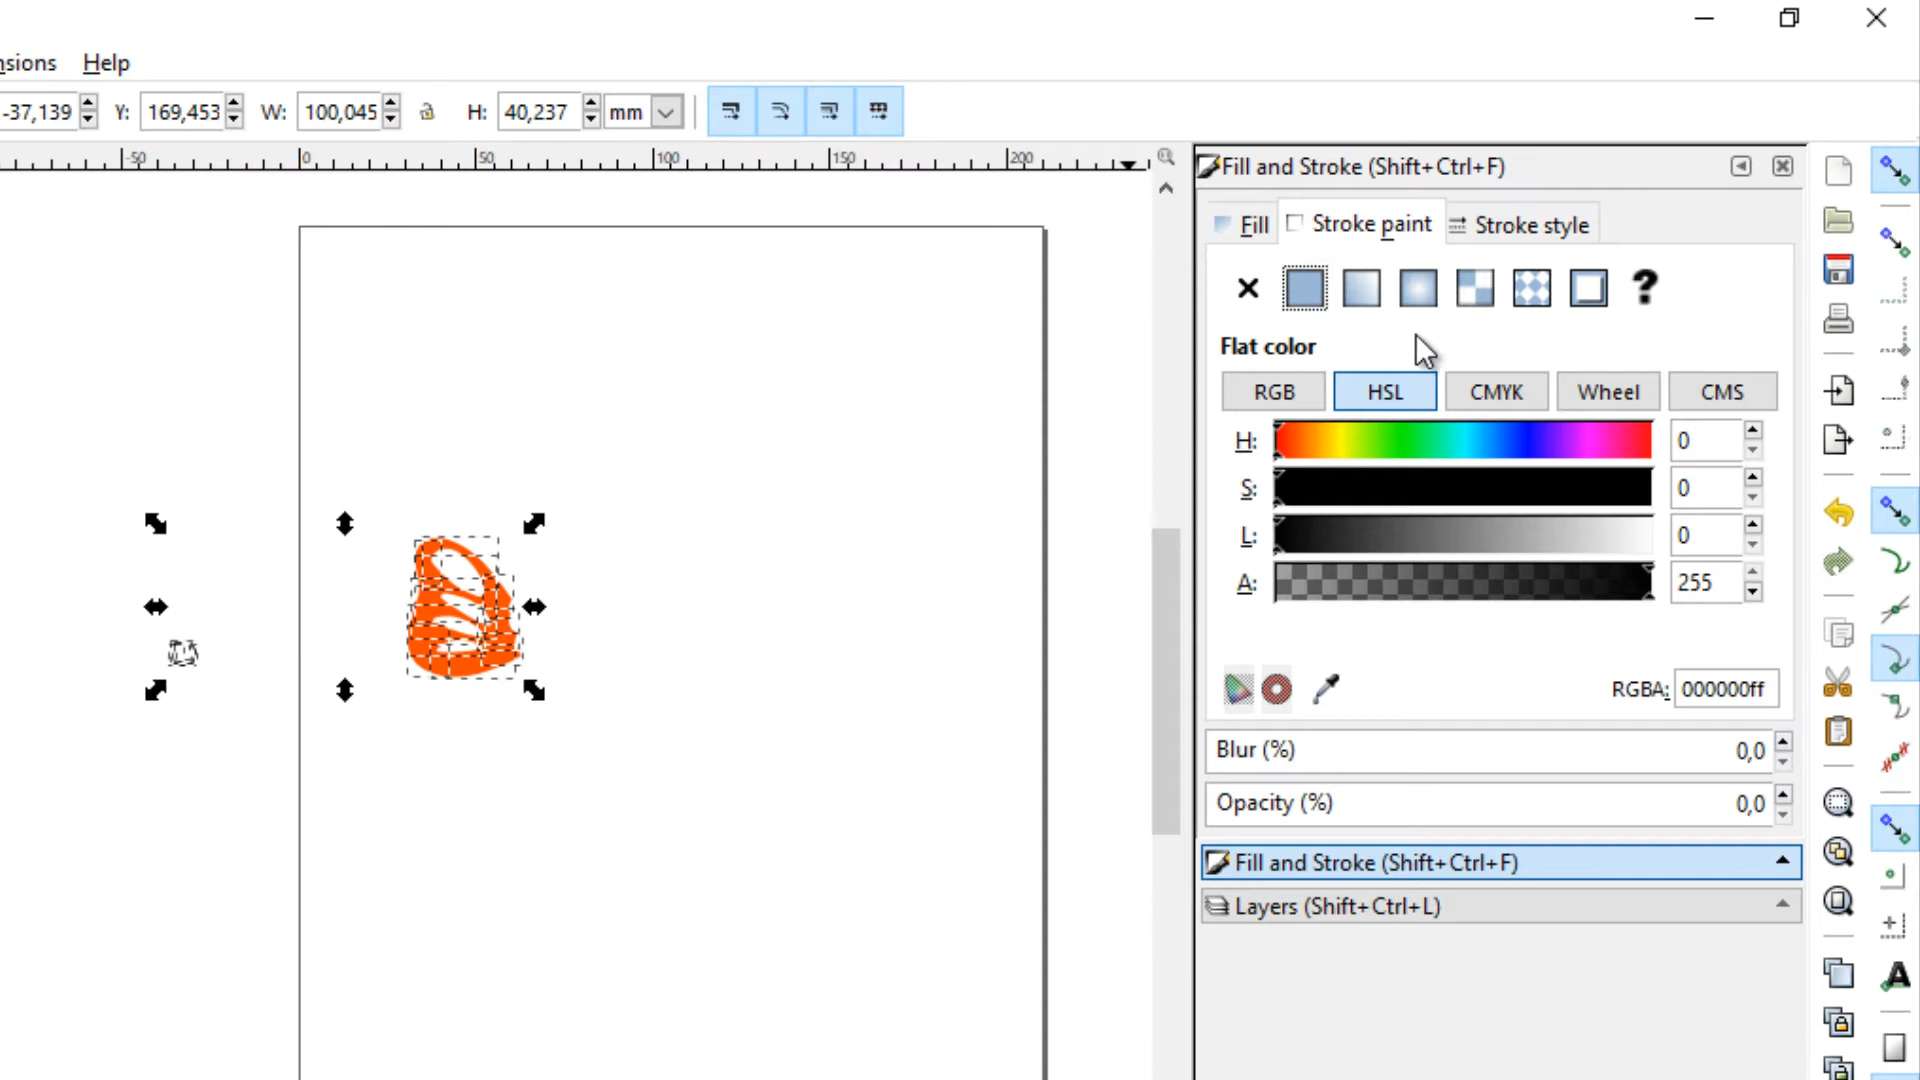 nsions Help
-37,139 Y: 169,453 W: 100,045 H: 40,237 mm
-50 0 50 100 150 200
Fill and Stroke (Shift+Ctrl+F)
Fill Stroke paint Stroke style
?
Flat color
RGB HSL CMYK Wheel CMS
H: 0
S: 0
L: 0
A: 255
RGBA: 000000ff
Blur (%) 0,0
Opacity (%) 0,0
Fill and Stroke (Shift+Ctrl+F)
Layers (Shift+Ctrl+L)
A